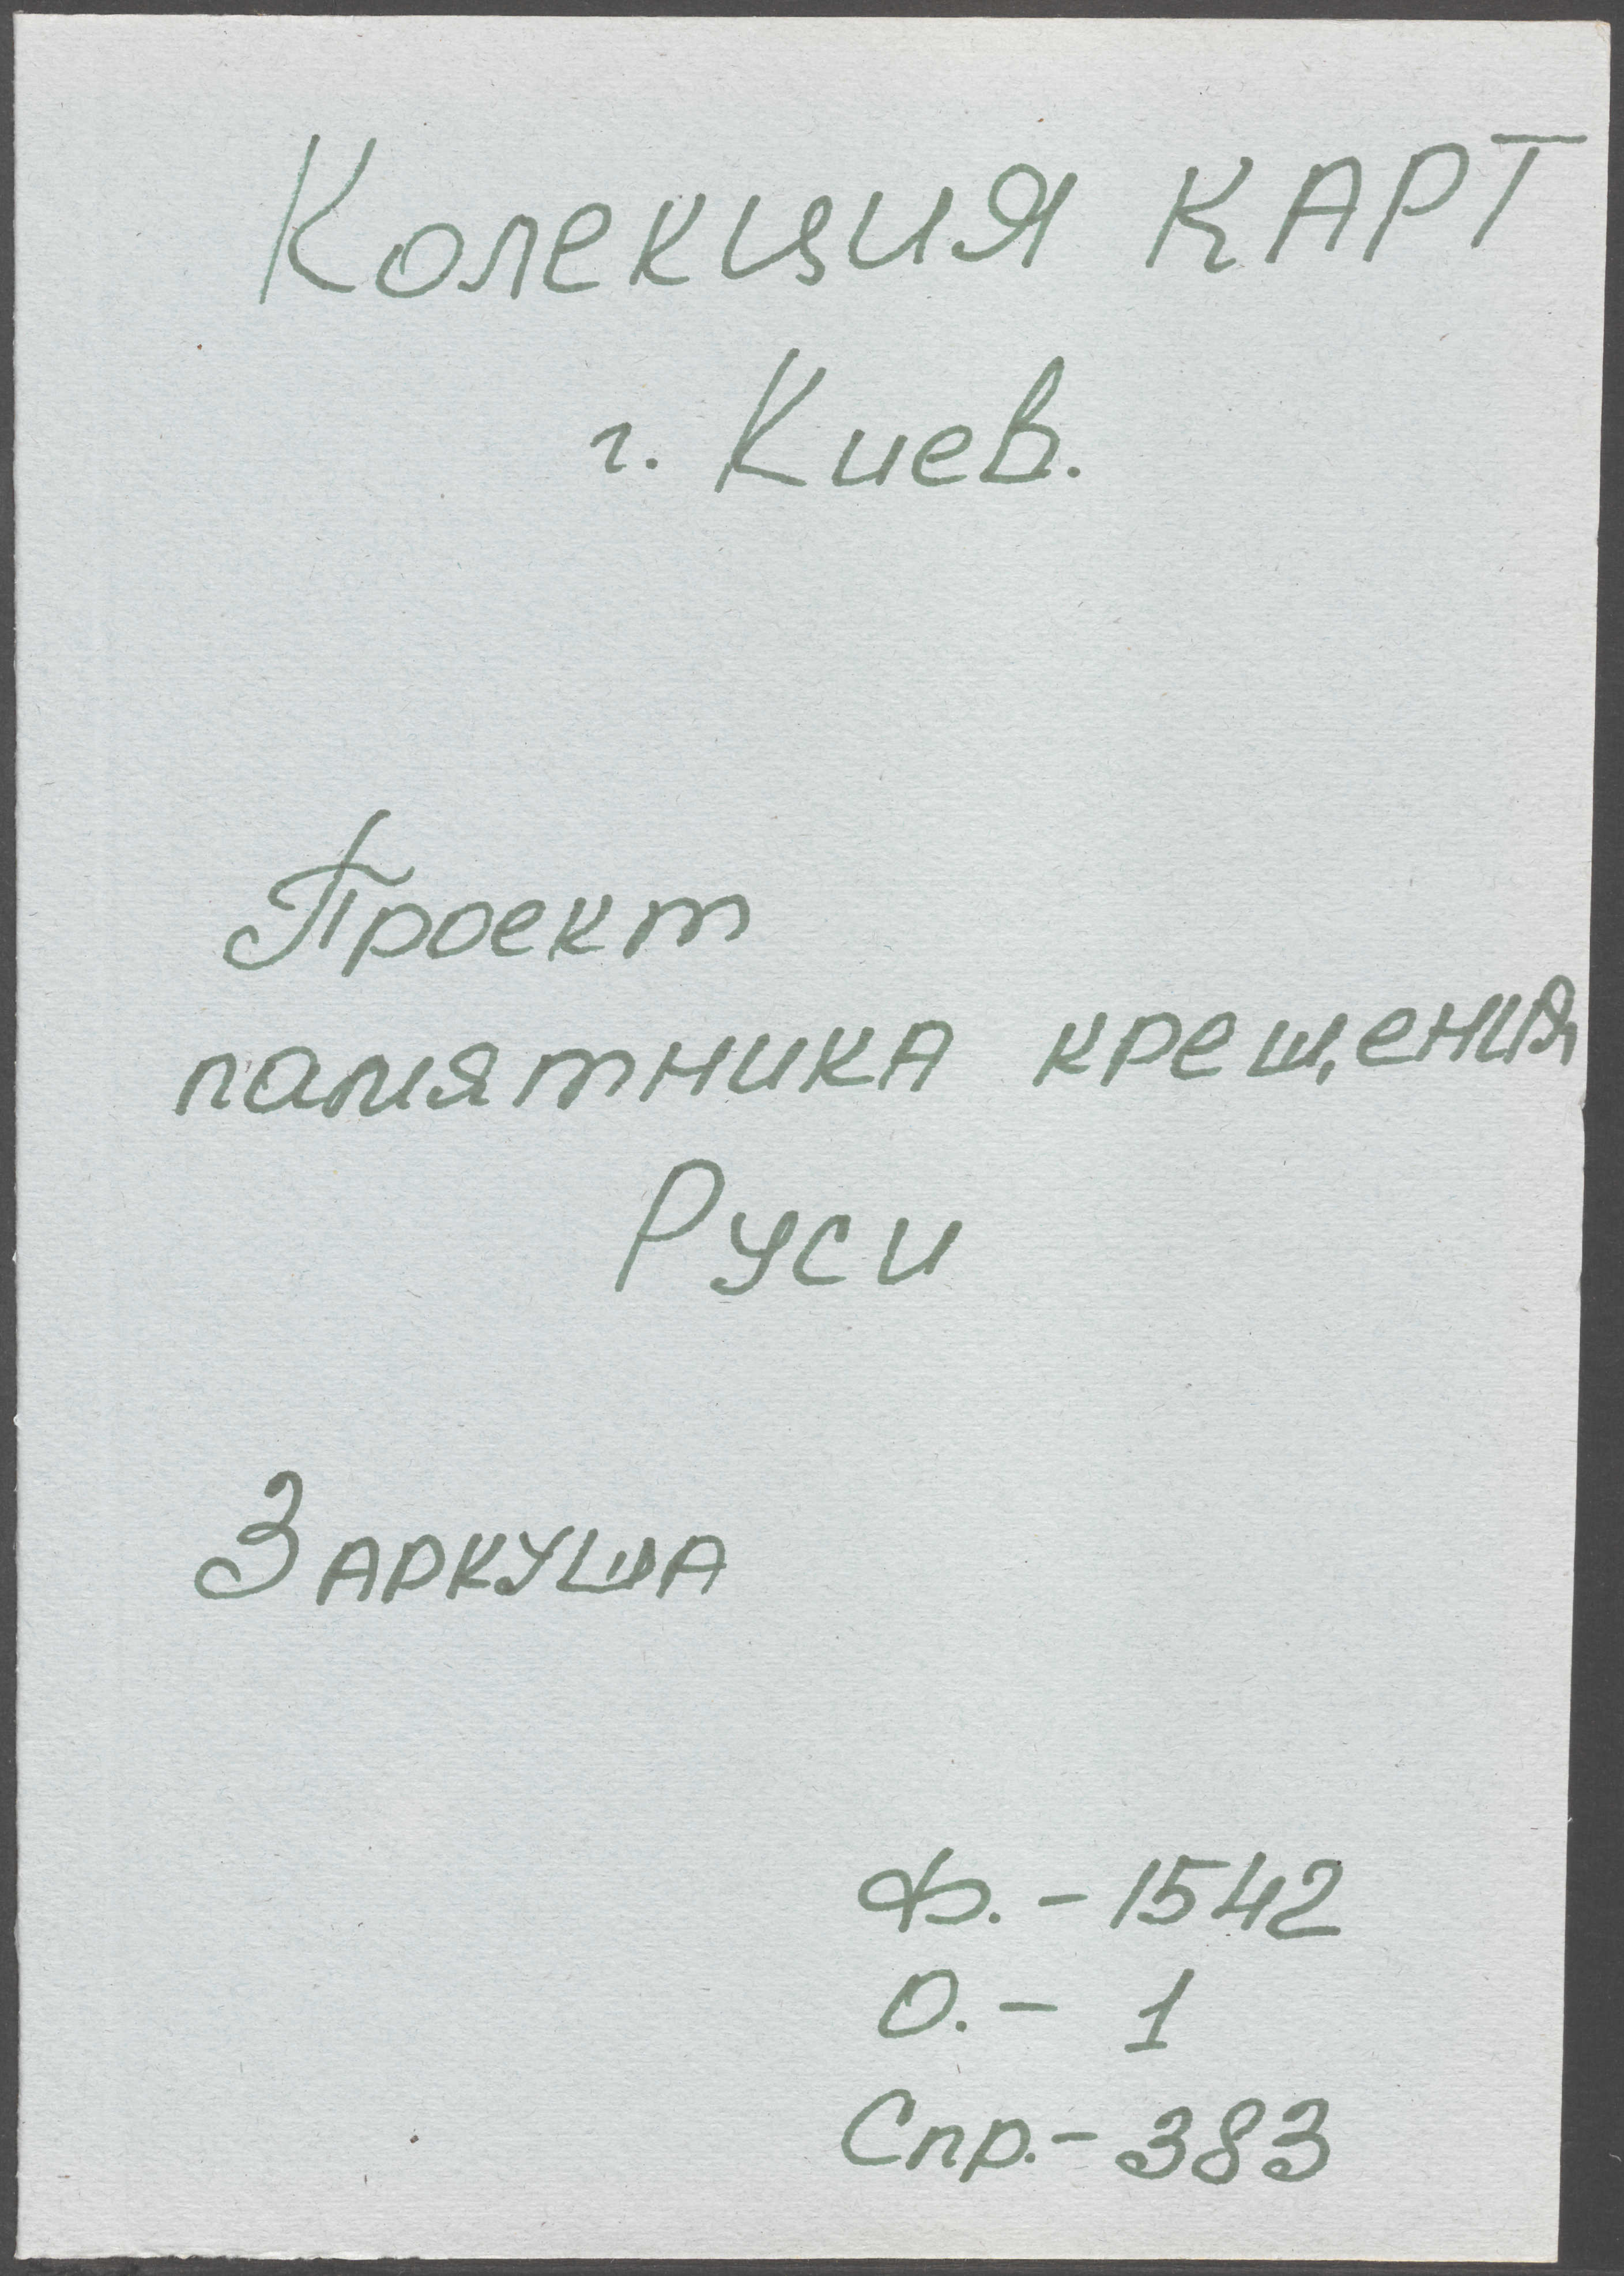 Колекция карт
г. Киев.
Проект
памятника крещения
Руси
3 аркуша
Ф. - 1542
О. - 1
Спр. - 383